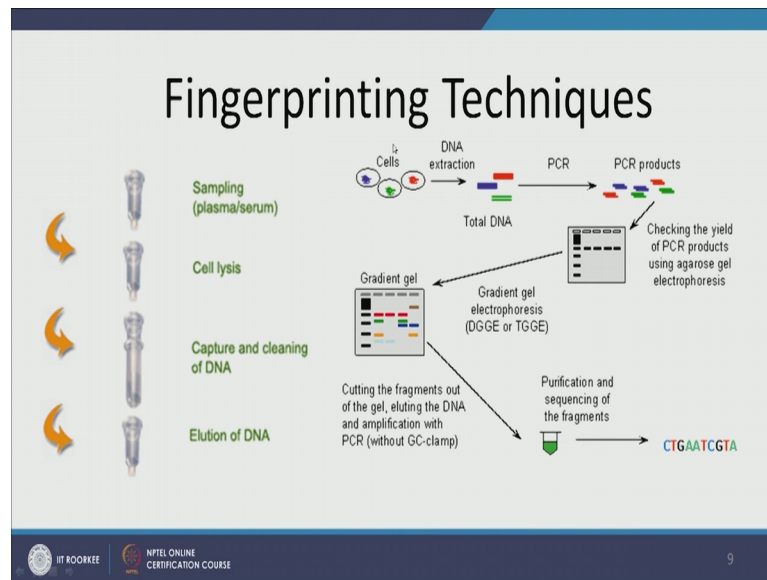 Fingerprinting Techniques
Sampling
(plasma/serum)
Cell lysis
Capture and cleaning
of DNA
Elution of DNA
Cells
DNA
extraction
PCR
PCR products
Total DNA
Checking the yield
of PCR products
using agarose gel
electrophoresis
Gradient gel
Gradient gel
electrophoresis
(DGGE or TGGE)
Cutting the fragments out
of the gel, eluting the DNA
and amplification with
PCR (without GC-clamp)
Purification and
sequencing of
the fragments
CTGAATCGTA
IIT ROORKEE
NPTEL ONLINE
CERTIFICATION COURSE
9